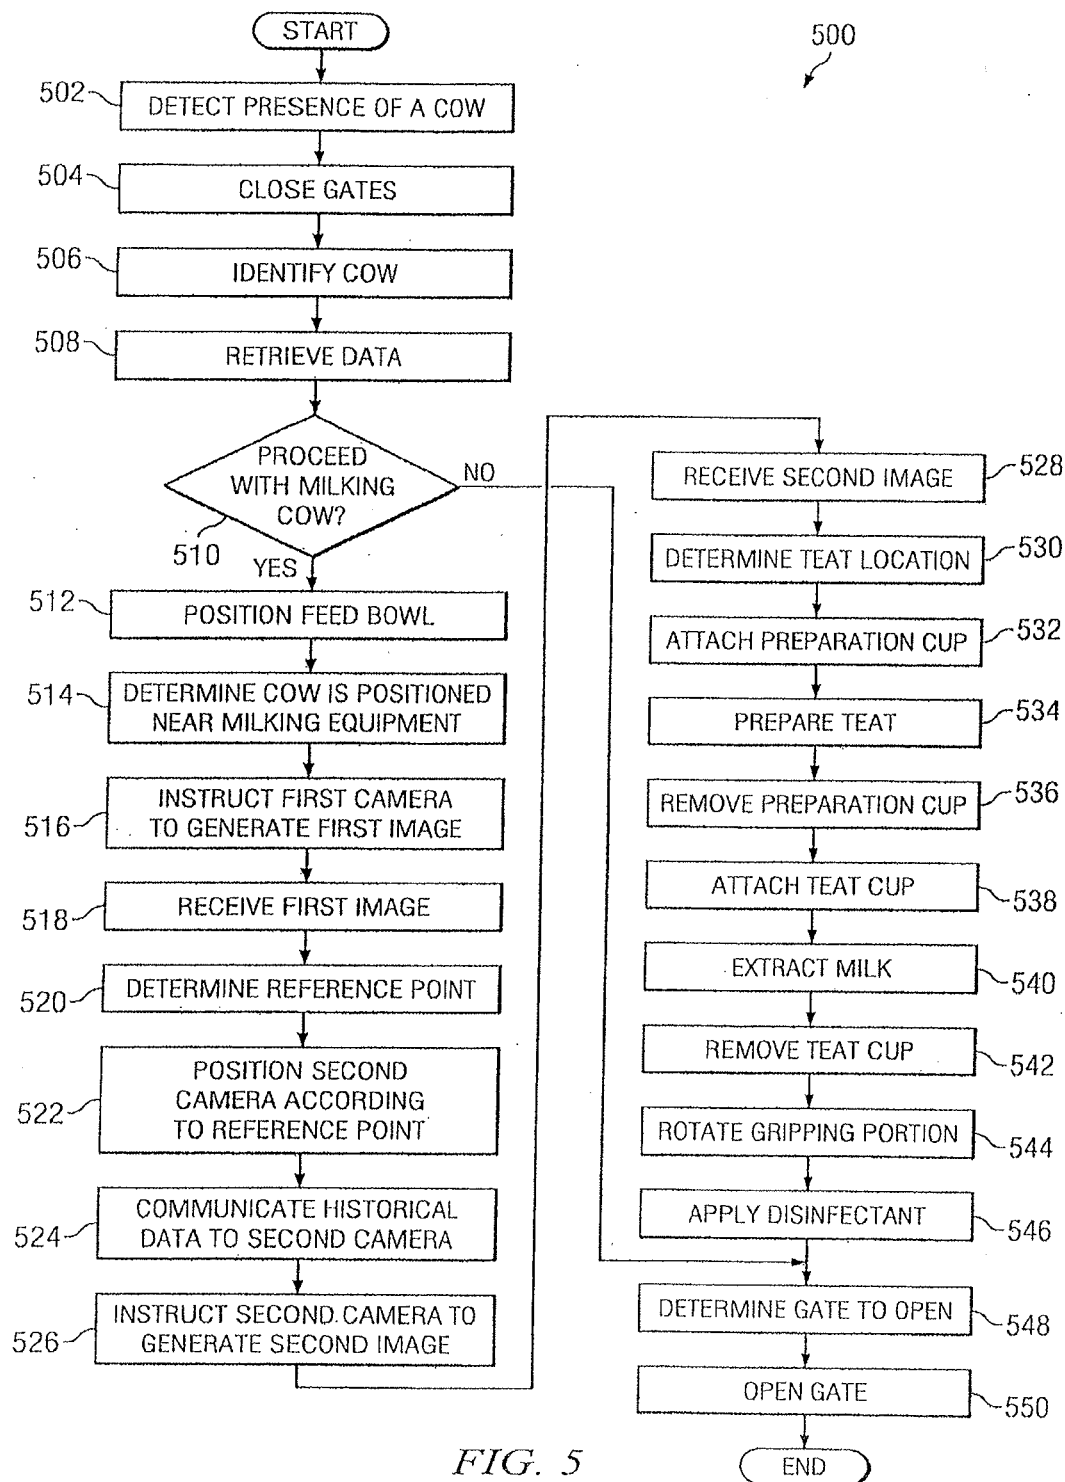 START
500
502
DETECT PRESENCE OF A COW
504
CLOSE GATES
506
IDENTIFY COW
508
RETRIEVE DATA
PROCEED
WITH MILKING
COW?
NO
510
YES
512
POSITION FEED BOWL
514
DETERMINE COW IS POSITIONED
NEAR MILKING EQUIPMENT
516
INSTRUCT FIRST CAMERA
TO GENERATE FIRST IMAGE
518
RECEIVE FIRST IMAGE
520
DETERMINE REFERENCE POINT
522
POSITION SECOND
CAMERA ACCORDING
TO REFERENCE POINT
524
COMMUNICATE HISTORICAL
DATA TO SECOND CAMERA
526
INSTRUCT SECOND CAMERA TO
GENERATE SECOND IMAGE
RECEIVE SECOND IMAGE
528
DETERMINE TEAT LOCATION
530
ATTACH PREPARATION CUP
532
PREPARE TEAT
534
REMOVE PREPARATION CUP
536
ATTACH TEAT CUP
538
EXTRACT MILK
540
REMOVE TEAT CUP
542
ROTATE GRIPPING PORTION
544
APPLY DISINFECTANT
546
DETERMINE GATE TO OPEN
548
OPEN GATE
550
END
FIG. 5